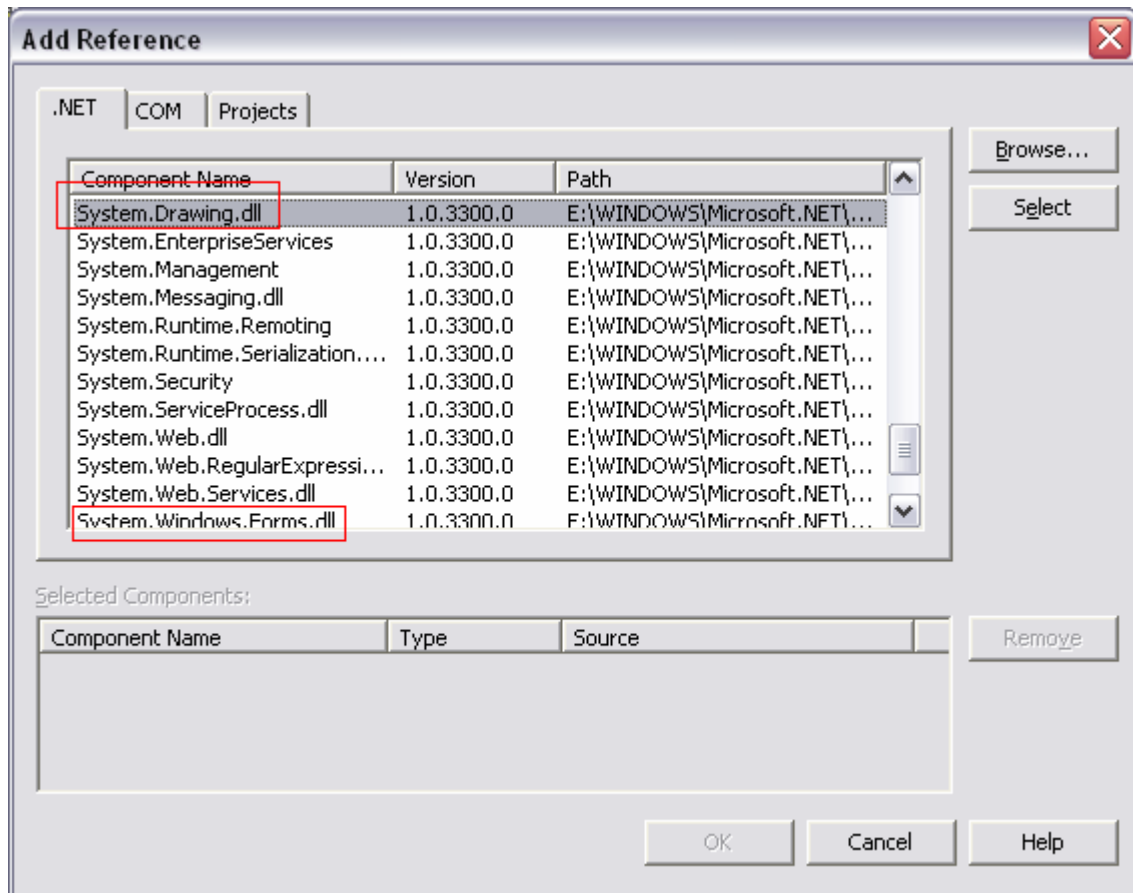 Add Reference
.NET COM Projects
Browse...
Component Name Version Path
System.Drawing.dll 1.0.3300.0 E:\WINDOWS\Microsoft.NET\...
Select
System.EnterpriseServices 1.0.3300.0 E:\WINDOWS\Microsoft.NET\...
System.Management 1.0.3300.0 E:\WINDOWS\Microsoft.NET\...
System.Messaging.dll 1.0.3300.0 E:\WINDOWS\Microsoft.NET\...
System.Runtime.Remoting 1.0.3300.0 E:\WINDOWS\Microsoft.NET\...
System.Runtime.Serialization.... 1.0.3300.0 E:\WINDOWS\Microsoft.NET\...
System.Security 1.0.3300.0 E:\WINDOWS\Microsoft.NET\...
System.ServiceProcess.dll 1.0.3300.0 E:\WINDOWS\Microsoft.NET\...
System.Web.dll 1.0.3300.0 E:\WINDOWS\Microsoft.NET\...
System.Web.RegularExpressi... 1.0.3300.0 E:\WINDOWS\Microsoft.NET\...
System.Web.Services.dll 1.0.3300.0 E:\WINDOWS\Microsoft.NET\...
System.Windows.Forms.dll 1.0.3300.0 E:\WINDOWS\Microsoft.NET\...
Selected Components:
Component Name Type Source
Remove
OK Cancel Help